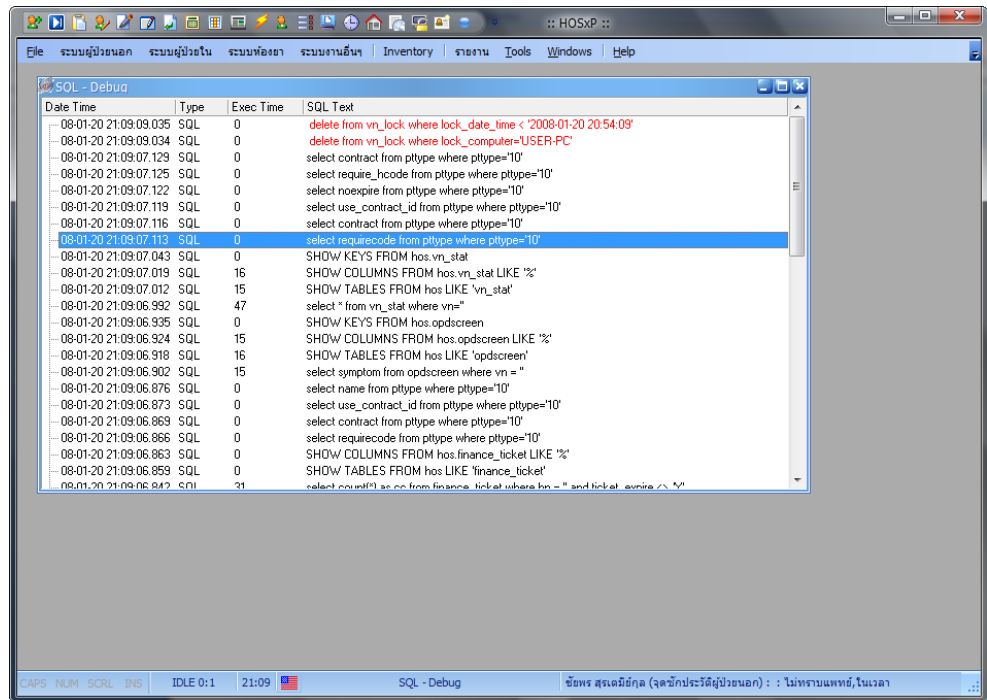 :: HOSxP ::
File ระบบผู้ป่วยนอก ระบบผู้ป่วยใน ระบบห้องยา ระบบงานอื่นๆ Inventory รายงาน Tools Windows Help
SQL - Debug
Date Time Type Exec Time SQL Text
08-01-20 21:09:09.035 SQL 0 delete from vn_lock where lock_date_time < '2008-01-20 20:54:09'
08-01-20 21:09:09.034 SQL 0 delete from vn_lock where lock_computer='USER-PC'
08-01-20 21:09:07.129 SQL 0 select contract from pttype where pttype='10'
08-01-20 21:09:07.125 SQL 0 select require_hcode from pttype where pttype='10'
08-01-20 21:09:07.122 SQL 0 select noexpire from pttype where pttype='10'
08-01-20 21:09:07.119 SQL 0 select use_contract_id from pttype where pttype='10'
08-01-20 21:09:07.116 SQL 0 select contract from pttype where pttype='10'
08-01-20 21:09:07.113 SQL 0 select requirecode from pttype where pttype='10'
08-01-20 21:09:07.043 SQL 0 SHOW KEYS FROM hos.vn_stat
08-01-20 21:09:07.019 SQL 16 SHOW COLUMNS FROM hos.vn_stat LIKE '%'
08-01-20 21:09:07.012 SQL 15 SHOW TABLES FROM hos LIKE 'vn_stat'
08-01-20 21:09:06.992 SQL 47 select * from vn_stat where vn=''
08-01-20 21:09:06.935 SQL 0 SHOW KEYS FROM hos.opdscreen
08-01-20 21:09:06.924 SQL 15 SHOW COLUMNS FROM hos.opdscreen LIKE '%'
08-01-20 21:09:06.918 SQL 16 SHOW TABLES FROM hos LIKE 'opdscreen'
08-01-20 21:09:06.902 SQL 15 select symptom from opdscreen where vn = ''
08-01-20 21:09:06.876 SQL 0 select name from pttype where pttype='10'
08-01-20 21:09:06.873 SQL 0 select use_contract_id from pttype where pttype='10'
08-01-20 21:09:06.869 SQL 0 select contract from pttype where pttype='10'
08-01-20 21:09:06.866 SQL 0 select requirecode from pttype where pttype='10'
08-01-20 21:09:06.863 SQL 0 SHOW COLUMNS FROM hos.finance_ticket LIKE '%'
08-01-20 21:09:06.859 SQL 0 SHOW TABLES FROM hos LIKE 'finance_ticket'
08-01-20 21:09:06.842 SQL 31 select count(*) as cc from finance_ticket where hn = '' and ticket_expire <> 'Y'
CAPS NUM SCRL INS IDLE 0:1 21:09 SQL - Debug ชัยพร สุรเตมีย์กุล (จุดซักประวัติผู้ป่วยนอก) : : ไม่ทราบแพทย์,ในเวลา